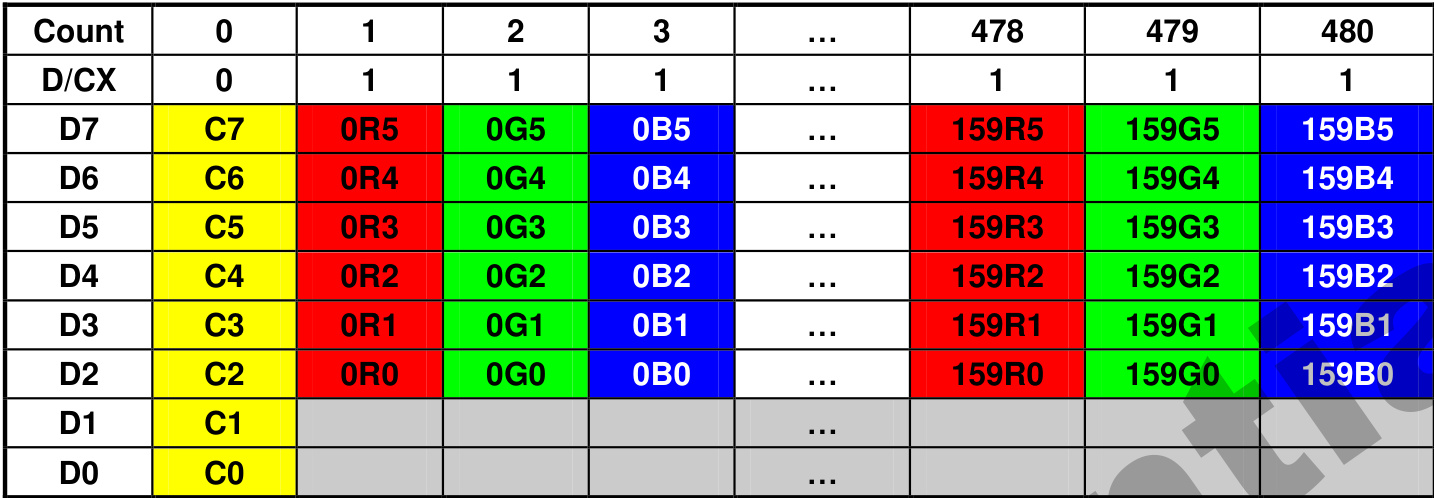 Count 0 1 2 3 ... 478 479 480
D/CX 0 1 1 1 ... 1 1 1
D7 C7 0R5 0G5 0B5 ... 159R5 159G5 159B5
D6 C6 0R4 0G4 0B4 ... 159R4 159G4 159B4
D5 C5 0R3 0G3 0B3 ... 159R3 159G3 159B3
D4 C4 0R2 0G2 0B2 ... 159R2 159G2 159B2
D3 C3 0R1 0G1 0B1 ... 159R1 159G1 159B1
D2 C2 0R0 0G0 0B0 ... 159R0 159G0 159B0
D1 C1 ...
D0 C0 ...
ntia